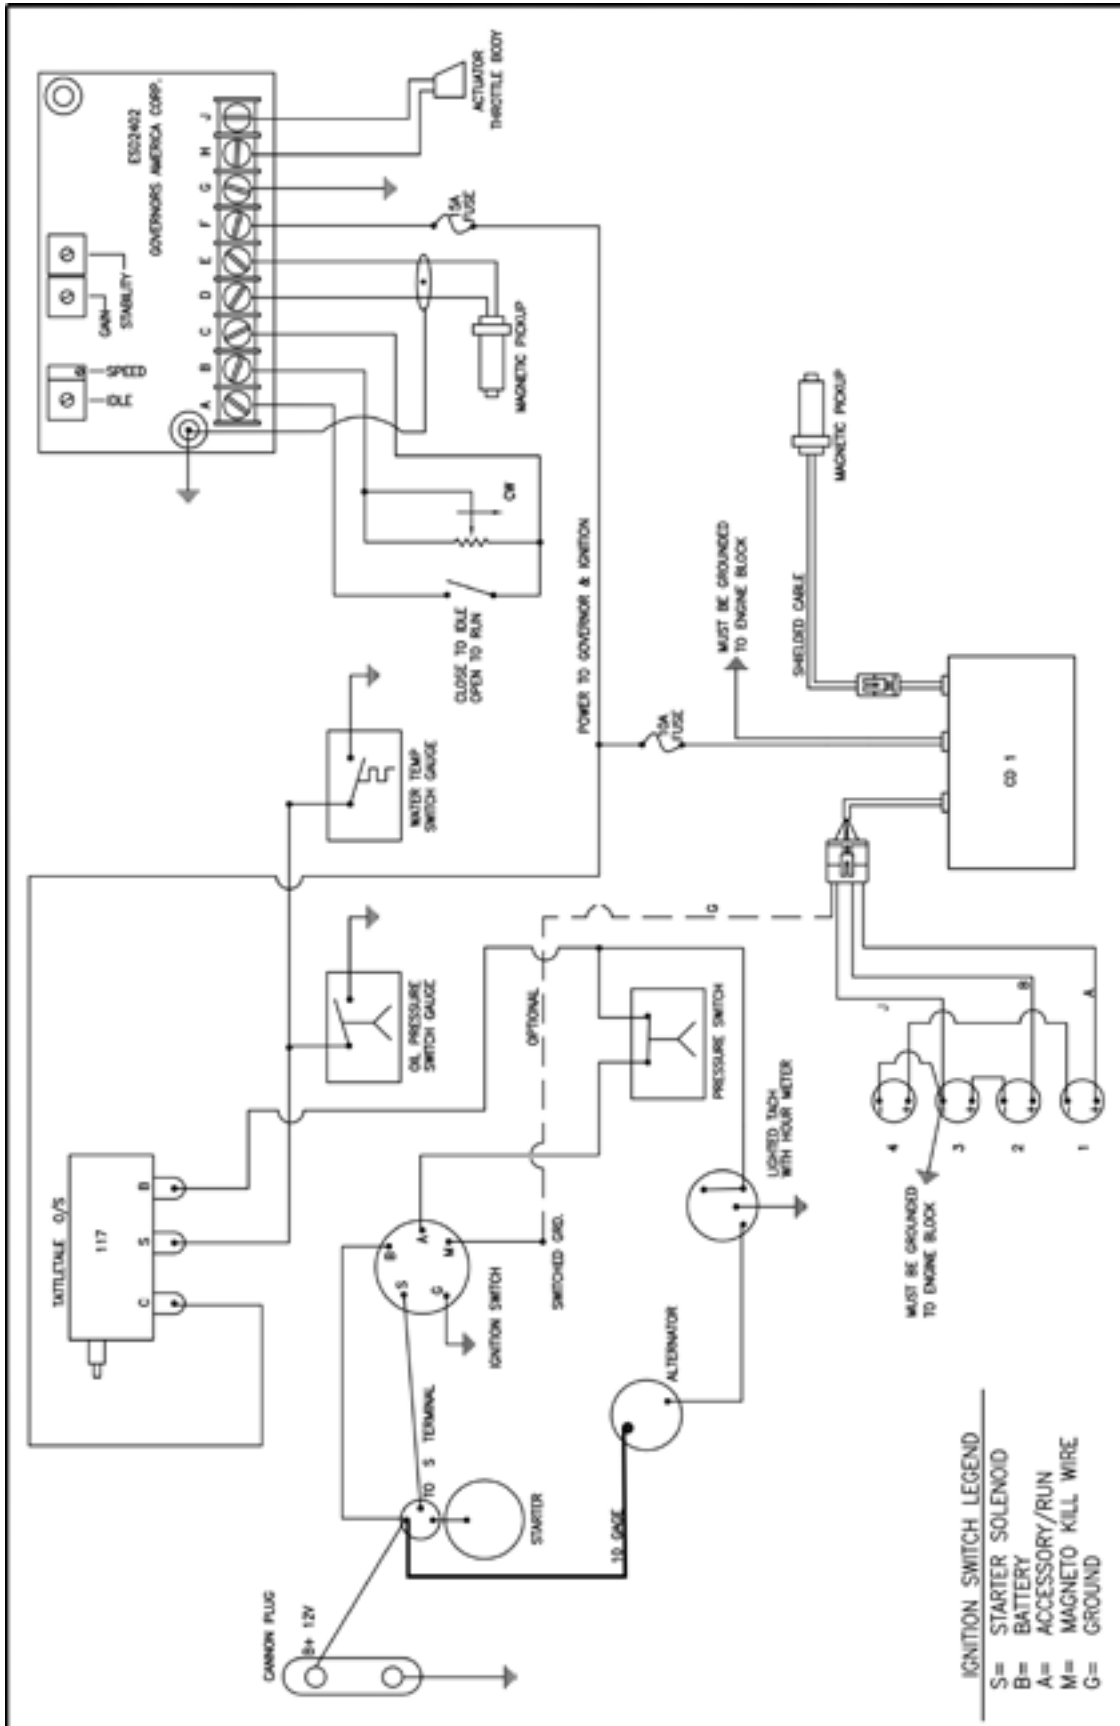 CANNON PLUG
B+ 12V
STARTER
TO S TERMINAL
10 GAGE
TATTLETALE O/S
117
C
S
B
B
S
A
G
M
IGNITION SWITCH
SWITCHED GRD.
OPTIONAL
ALTERNATOR
LIGHTED TACH
WITH HOUR METER
PRESSURE SWITCH
OIL PRESSURE
SWITCH GAUGE
WATER TEMP
SWITCH GAUGE
CLOSE TO IDLE
OPEN TO RUN
CW
IDLE
SPEED
GAIN
STABILITY
ESD2402
GOVERNORS AMERICA CORP.
A
B
C
D
E
F
G
H
J
MAGNETIC PICKUP
15A
FUSE
ACTUATOR
THROTTLE BODY
POWER TO GOVERNOR & IGNITION
10A
FUSE
MUST BE GROUNDED
TO ENGINE BLOCK
SHIELDED CABLE
MAGNETIC PICKUP
CD 1
G
J
B
A
4
3
2
1
MUST BE GROUNDED
TO ENGINE BLOCK
IGNITION SWITCH LEGEND
S= STARTER SOLENOID
B= BATTERY
A= ACCESSORY/RUN
M= MAGNETO KILL WIRE
G= GROUND